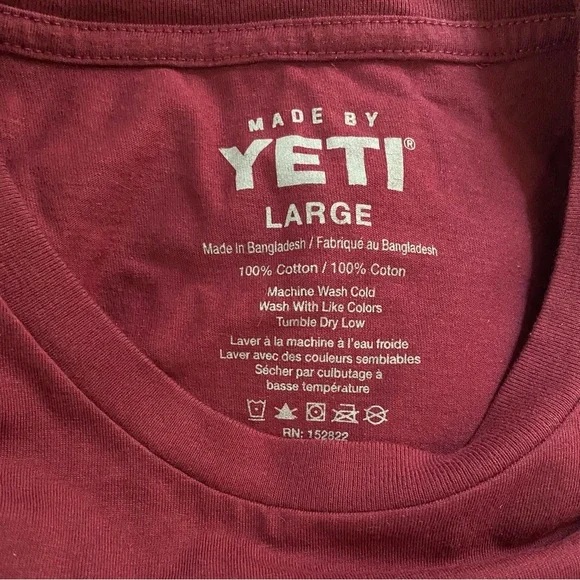 MADE BY
YETI®
LARGE
Made In Bangladesh / Fabriqué au Bangladesh
100% Cotton / 100% Coton
Machine Wash Cold
Wash With Like Colors
Tumble Dry Low
Laver à la machine à l'eau froide
Laver avec des couleurs semblables
Sécher par culbutage à
basse température
RN: 152822